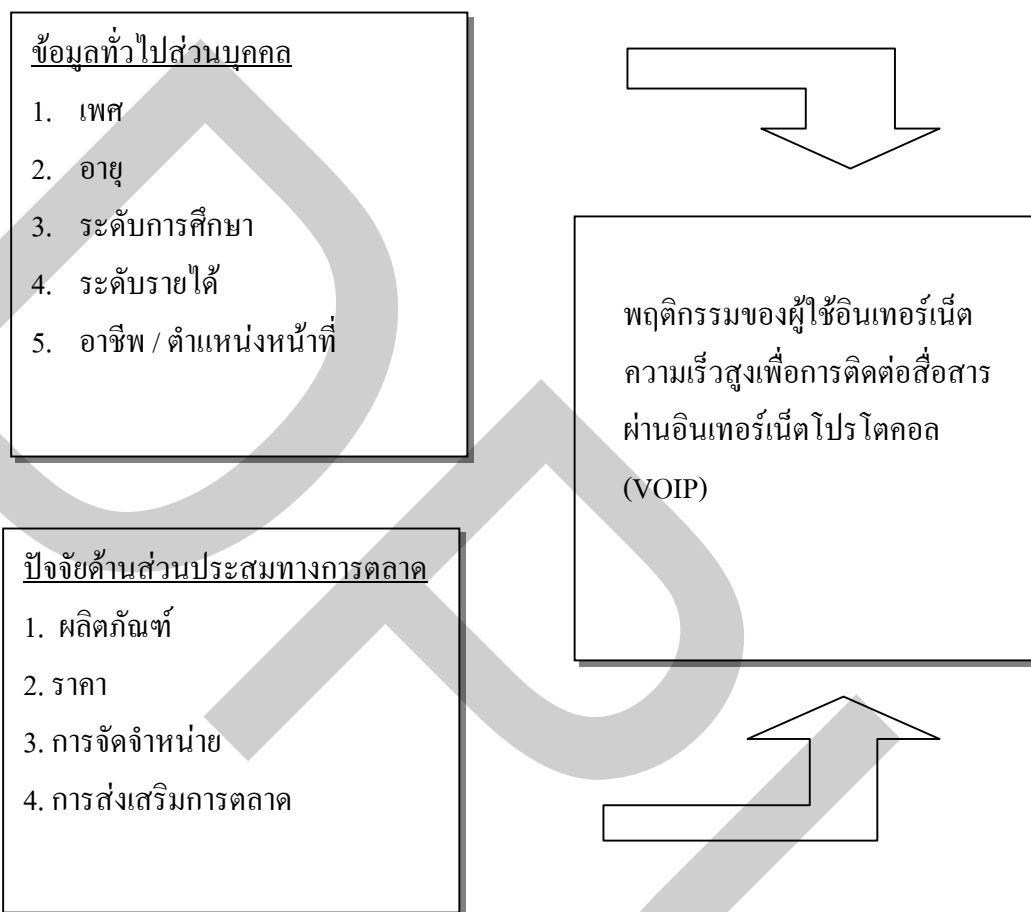 ข้อมูลทั่วไปส่วนบุคคล
1. เพศ
2. อายุ
3. ระดับการศึกษา
4. ระดับรายได้
5. อาชีพ / ตำแหน่งหน้าที่
ปัจจัยด้านส่วนประสมทางการตลาด
1. ผลิตภัณฑ์
2. ราคา
3. การจัดจำหน่าย
4. การส่งเสริมการตลาด
พฤติกรรมของผู้ใช้อินเทอร์เน็ต
ความเร็วสูงเพื่อการติดต่อสื่อสาร
ผ่านอินเทอร์เน็ตโปรโตคอล
(VOIP)